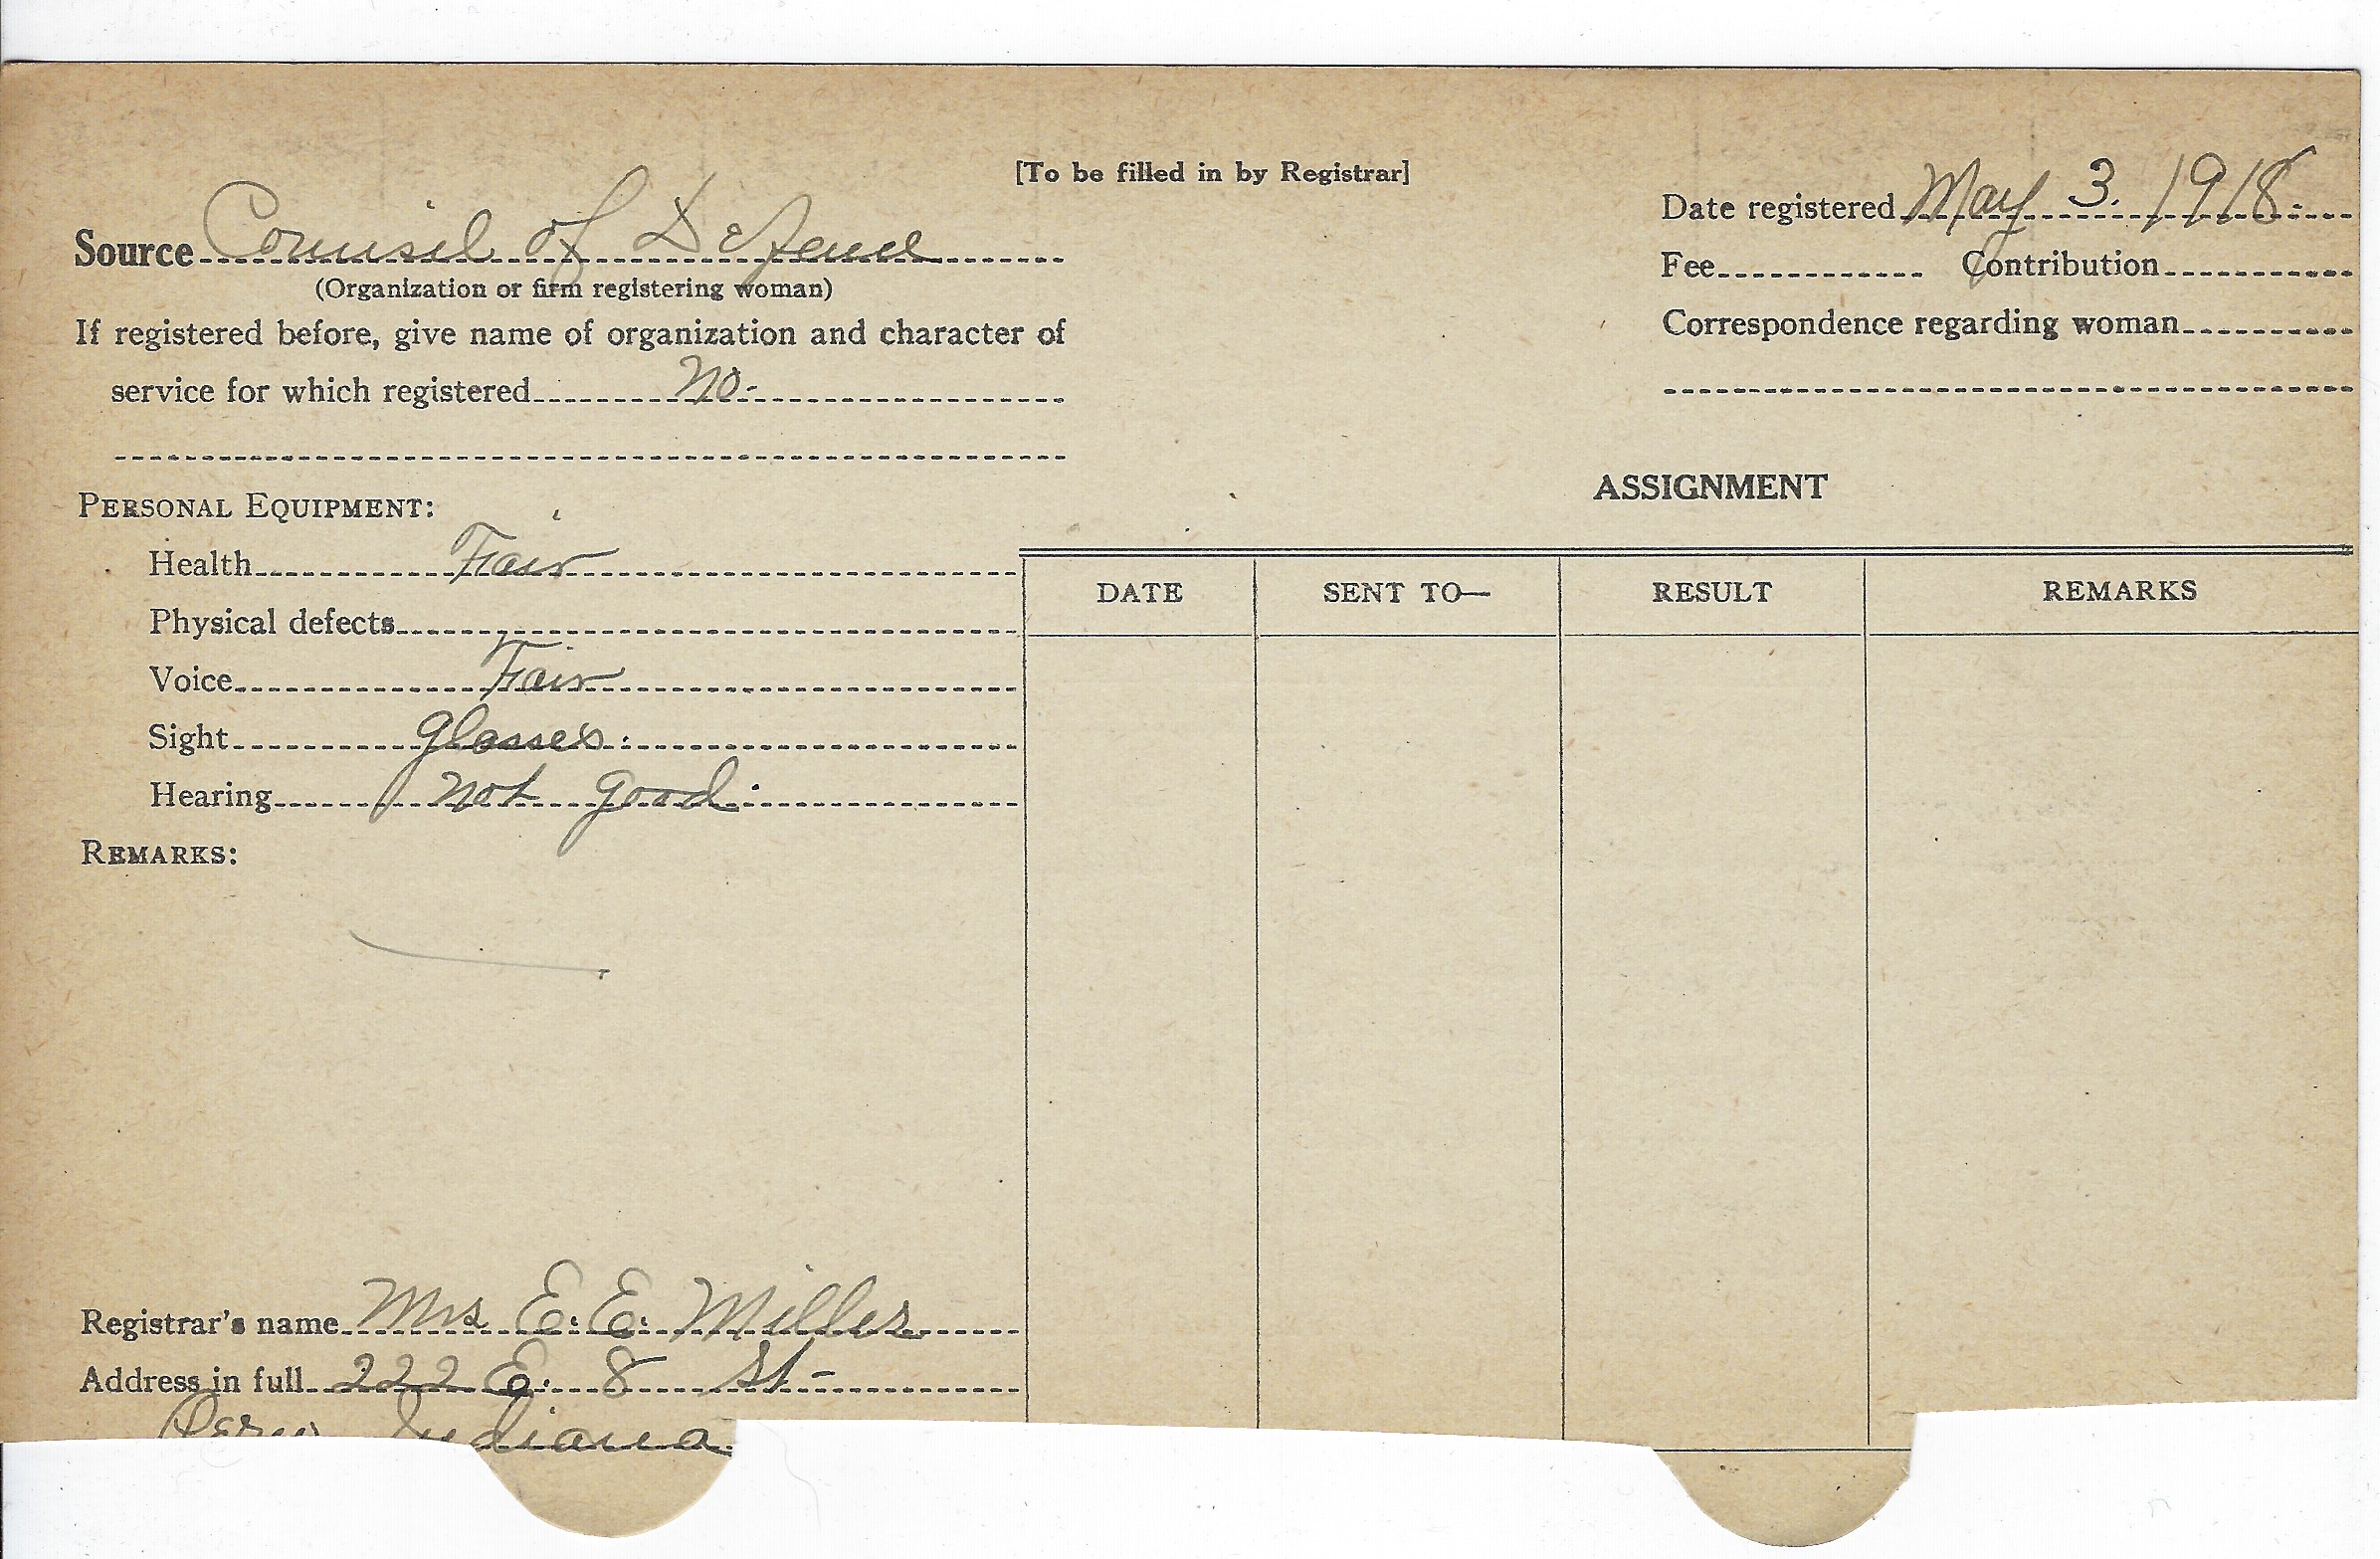 [To be filled in by Registrar]
Source Counsil of Defence
(Organization or firm registering woman)
If registered before, give name of organization and character of
service for which registered No-
Date registered May 3. 1918.
Fee Contribution
Correspondence regarding woman
PERSONAL EQUIPMENT:
Health Fair
Physical defects
Voice Fair
Sight glasses.
Hearing not good.
REMARKS:
Registrar's name Mrs E. E. Miller
Address in full 222 E. 8 St-
Peru Indiana.
ASSIGNMENT
DATE SENT TO— RESULT REMARKS